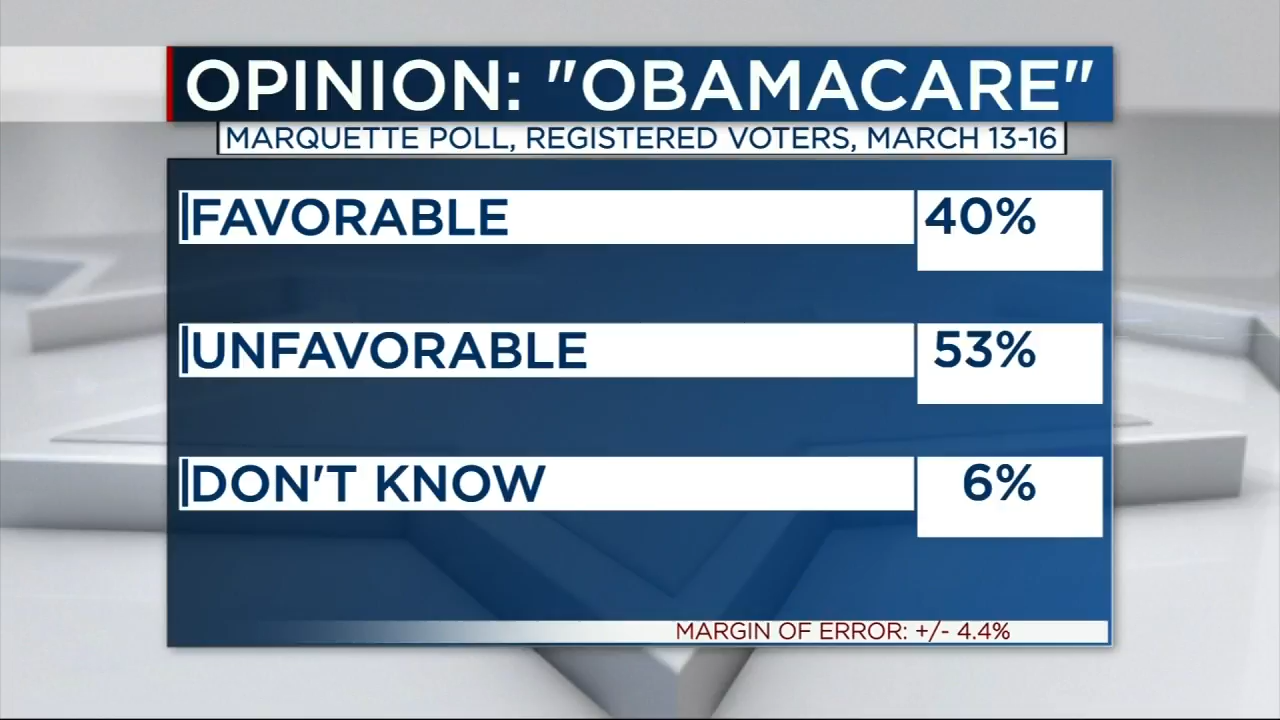 OPINION: "OBAMACARE"
MARQUETTE POLL, REGISTERED VOTERS, MARCH 13-16
FAVORABLE 40%
UNFAVORABLE 53%
DON'T KNOW 6%
MARGIN OF ERROR: +/- 4.4%